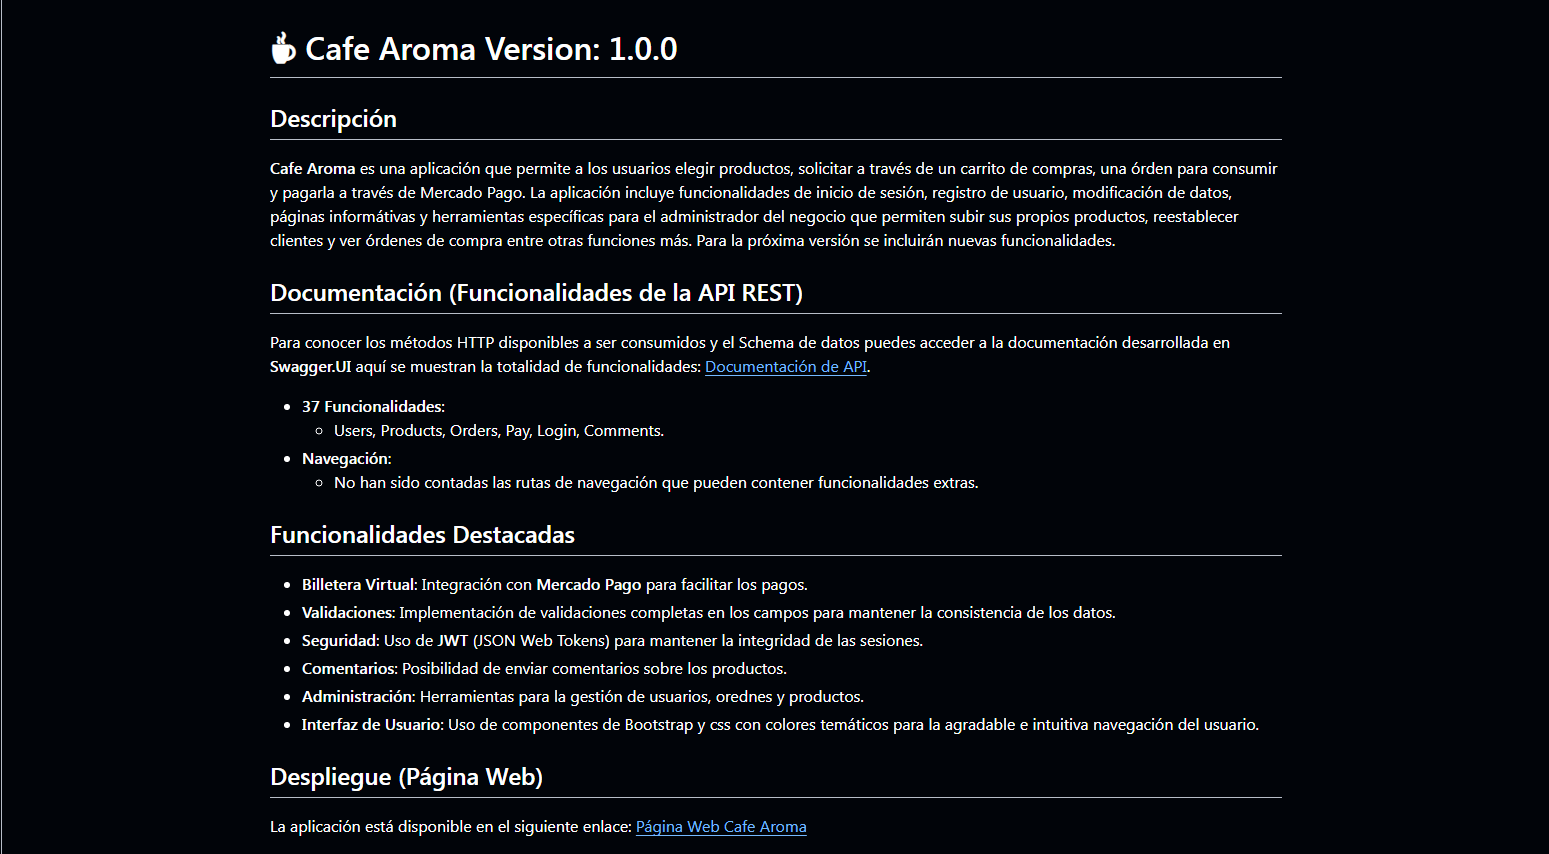 Cafe Aroma Version: 1.0.0
Descripción
Cafe Aroma es una aplicación que permite a los usuarios elegir productos, solicitar a través de un carrito de compras, una órden para consumir
y pagarla a través de Mercado Pago. La aplicación incluye funcionalidades de inicio de sesión, registro de usuario, modificación de datos,
páginas informátivas y herramientas específicas para el administrador del negocio que permiten subir sus propios productos, reestablecer
clientes y ver órdenes de compra entre otras funciones más. Para la próxima versión se incluirán nuevas funcionalidades.
Documentación (Funcionalidades de la API REST)
Para conocer los métodos HTTP disponibles a ser consumidos y el Schema de datos puedes acceder a la documentación desarrollada en
Swagger.UI aquí se muestran la totalidad de funcionalidades: Documentación de API.
• 37 Funcionalidades:
◦ Users, Products, Orders, Pay, Login, Comments.
• Navegación:
◦ No han sido contadas las rutas de navegación que pueden contener funcionalidades extras.
Funcionalidades Destacadas
• Billetera Virtual: Integración con Mercado Pago para facilitar los pagos.
• Validaciones: Implementación de validaciones completas en los campos para mantener la consistencia de los datos.
• Seguridad: Uso de JWT (JSON Web Tokens) para mantener la integridad de las sesiones.
• Comentarios: Posibilidad de enviar comentarios sobre los productos.
• Administración: Herramientas para la gestión de usuarios, orednes y productos.
• Interfaz de Usuario: Uso de componentes de Bootstrap y css con colores temáticos para la agradable e intuitiva navegación del usuario.
Despliegue (Página Web)
La aplicación está disponible en el siguiente enlace: Página Web Cafe Aroma